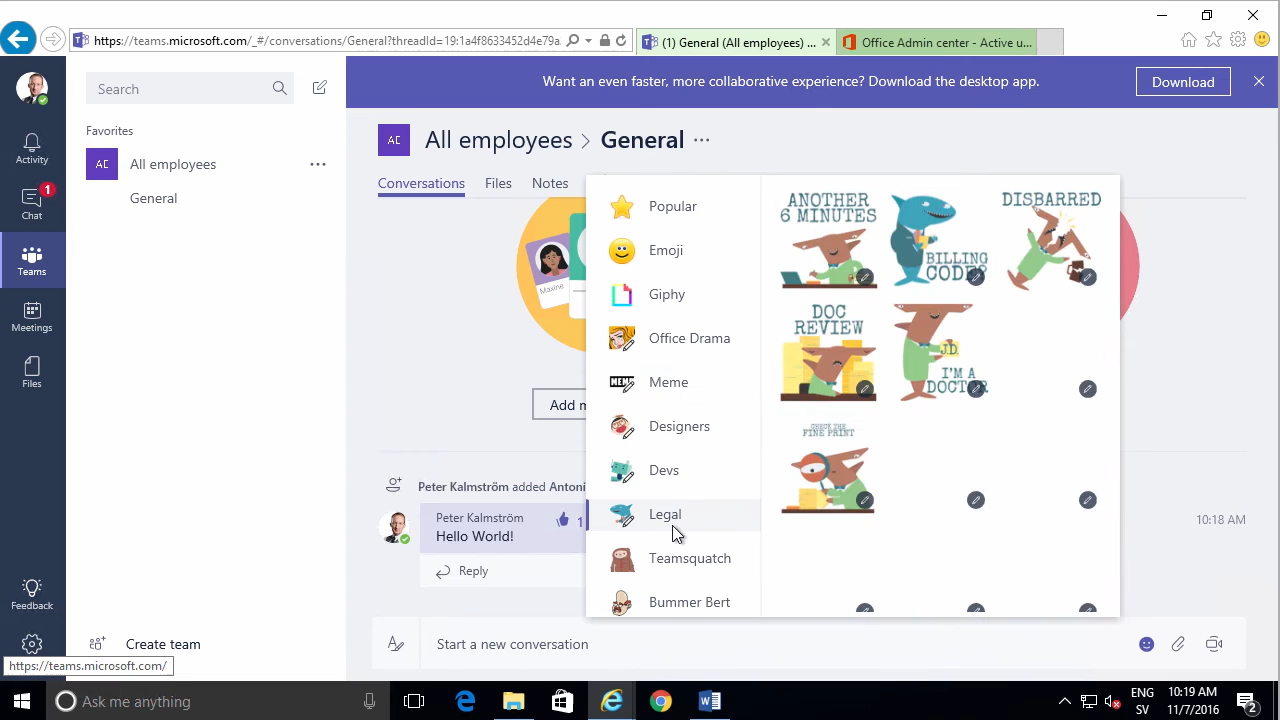 https://teams.microsoft.com/_#/conversations/General?threadId=19:1a4f8633452d4e79a
(1) General (All employees) ...
Office Admin center - Active u...
Search
Want an even faster, more collaborative experience? Download the desktop app.
Download
Activity
Chat
1
Teams
Meetings
Files
Feedback
Favorites
AE
All employees
General
Create team
https://teams.microsoft.com/
AE
All employees > General
Conversations
Files
Notes
Maxine
Add m
Peter Kalmström added Antoni
Peter Kalmström
1
Hello World!
10:18 AM
Reply
Start a new conversation
Popular
Emoji
Giphy
Office Drama
MEME
Meme
Designers
Devs
Legal
Teamsquatch
Bummer Bert
ANOTHER
6 MINUTES
BILLING
CODE?
DISBARRED
DOC
REVIEW
J.D.
I'M A
DOCTOR
CHECK THE
FINE PRINT
Ask me anything
ENG
SV
10:19 AM
11/7/2016
2